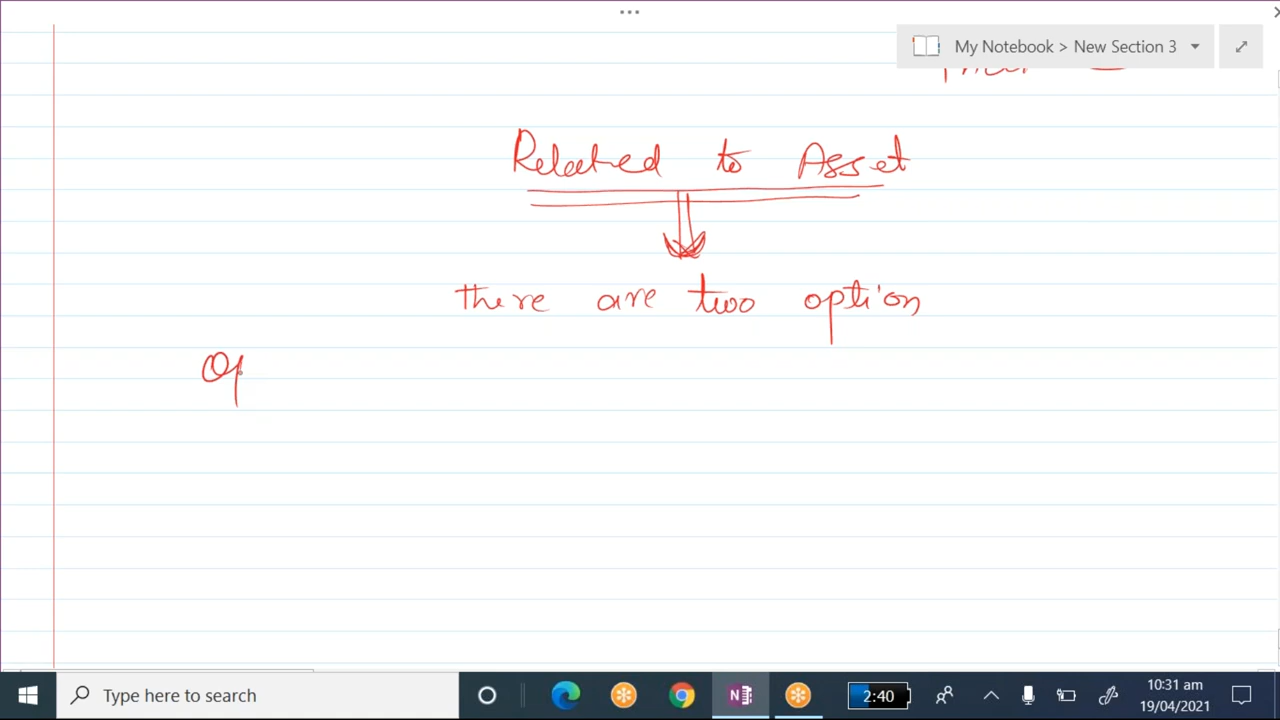 My Notebook > New Section 3
Related to Asset
there are two option
Op
Type here to search
2:40
10:31 am
19/04/2021